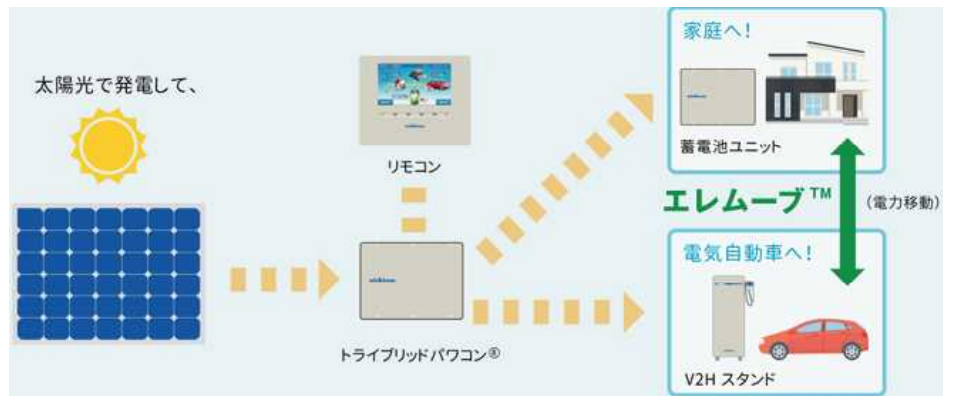 太陽光で発電して、
リモコン
トライブリッドパワコン®
家庭へ!
蓄電池ユニット
エレムーブ™
(電力移動)
電気自動車へ!
V2H スタンド